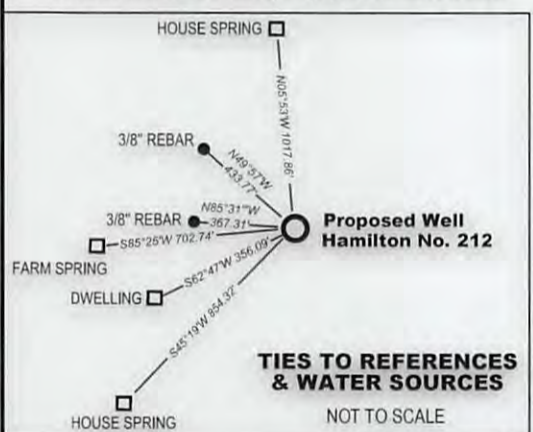 HOUSE SPRING
N05°53'W 1017.86'
3/8" REBAR
N49°57'W
433.77'
N85°31'"W
367.31'
3/8" REBAR
Proposed Well
Hamilton No. 212
S85°25'W 702.74'
FARM SPRING
S62°47'W 356.09'
DWELLING
S45°19'W 854.32'
TIES TO REFERENCES
& WATER SOURCES
HOUSE SPRING
NOT TO SCALE